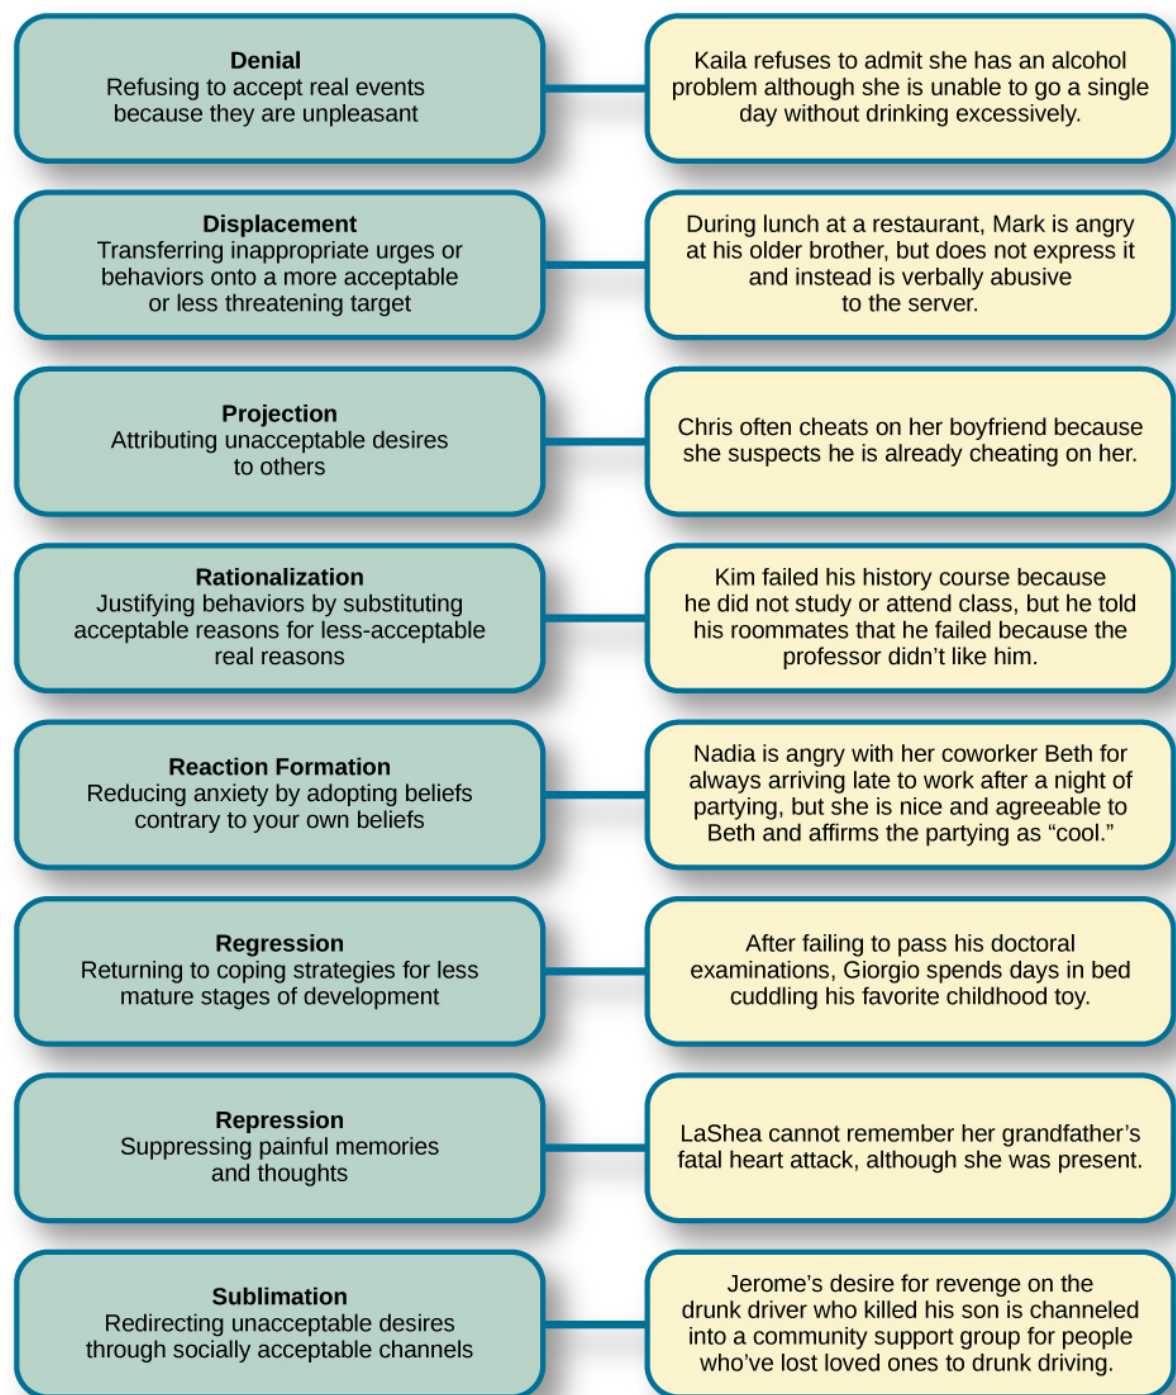 Denial
Refusing to accept real events
because they are unpleasant
Kaila refuses to admit she has an alcohol
problem although she is unable to go a single
day without drinking excessively.
Displacement
Transferring inappropriate urges or
behaviors onto a more acceptable
or less threatening target
During lunch at a restaurant, Mark is angry
at his older brother, but does not express it
and instead is verbally abusive
to the server.
Projection
Attributing unacceptable desires
to others
Chris often cheats on her boyfriend because
she suspects he is already cheating on her.
Rationalization
Justifying behaviors by substituting
acceptable reasons for less-acceptable
real reasons
Kim failed his history course because
he did not study or attend class, but he told
his roommates that he failed because the
professor didn’t like him.
Reaction Formation
Reducing anxiety by adopting beliefs
contrary to your own beliefs
Nadia is angry with her coworker Beth for
always arriving late to work after a night of
partying, but she is nice and agreeable to
Beth and affirms the partying as “cool.”
Regression
Returning to coping strategies for less
mature stages of development
After failing to pass his doctoral
examinations, Giorgio spends days in bed
cuddling his favorite childhood toy.
Repression
Suppressing painful memories
and thoughts
LaShea cannot remember her grandfather’s
fatal heart attack, although she was present.
Sublimation
Redirecting unacceptable desires
through socially acceptable channels
Jerome’s desire for revenge on the
drunk driver who killed his son is channeled
into a community support group for people
who’ve lost loved ones to drunk driving.